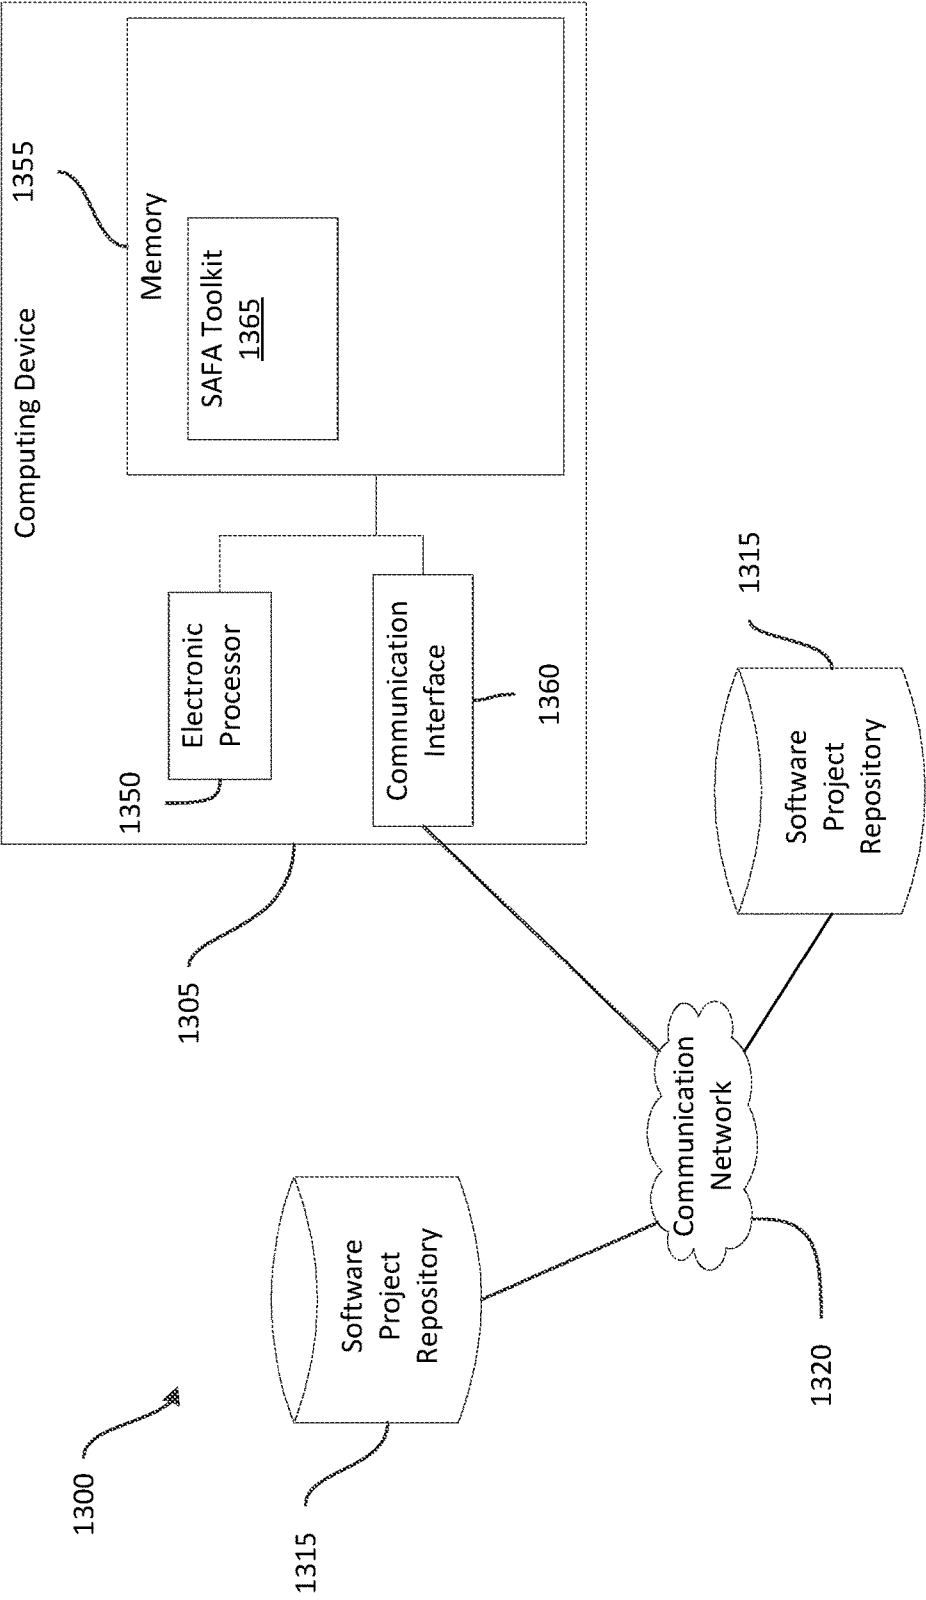 1300
1315
Software
Project
Repository
1320
Communication
Network
1315
Software
Project
Repository
1305
Computing Device
1350
Electronic
Processor
1360
Communication
Interface
1355
Memory
SAFA Toolkit
1365